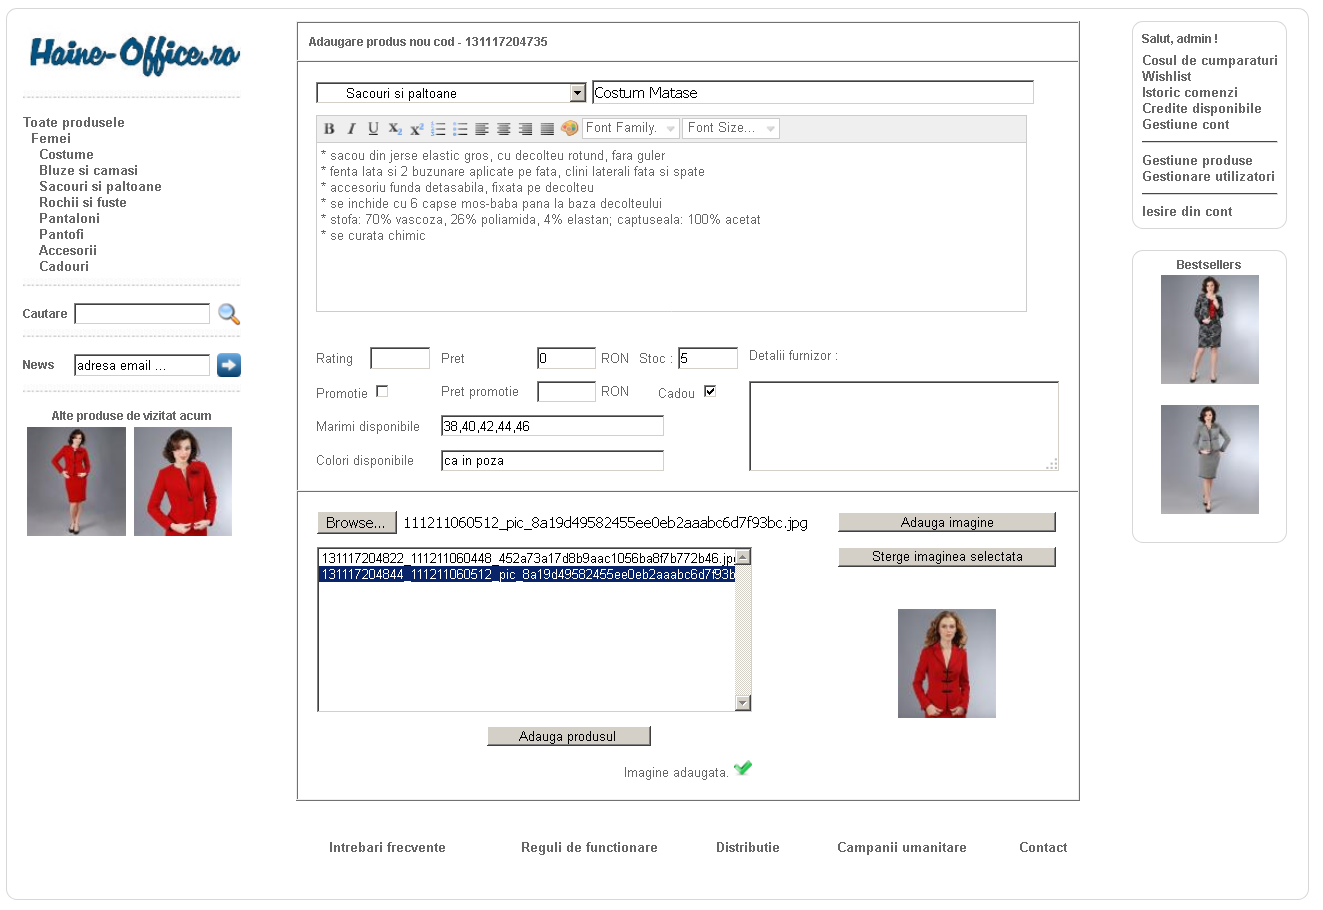 Haine-Office.ro
Toate produsele
Femei
Costume
Bluze si camasi
Sacouri si paltoane
Rochii si fuste
Pantaloni
Pantofi
Accesorii
Cadouri
Cautare
News adresa email ...
Alte produse de vizitat acum
Adaugare produs nou cod - 131117204735
Sacouri si paltoane Costum Matase
B I U X2 X2 Font Family. Font Size...
* sacou din jerse elastic gros, cu decolteu rotund, fara guler
* fenta lata si 2 buzunare aplicate pe fata, clini laterali fata si spate
* accesoriu funda detasabila, fixata pe decolteu
* se inchide cu 6 capse mos-baba pana la baza decolteului
* stofa: 70% vascoza, 26% poliamida, 4% elastan; captuseala: 100% acetat
* se curata chimic
Rating Pret 0 RON Stoc : 5 Detalii furnizor :
Promotie Pret promotie RON Cadou
Marimi disponibile 38,40,42,44,46
Colori disponibile ca in poza
Browse... 111211060512_pic_8a19d49582455ee0eb2aaabc6d7f93bc.jpg Adauga imagine
131117204822_111211060448_452a73a17d8b9aac1056ba8f7b772b46.jp
131117204844_111211060512_pic_8a19d49582455ee0eb2aaabc6d7f93b
Sterge imaginea selectata
Adauga produsul
Imagine adaugata.
Salut, admin !
Cosul de cumparaturi
Wishlist
Istoric comenzi
Credite disponibile
Gestiune cont
Gestiune produse
Gestionare utilizatori
Iesire din cont
Bestsellers
Intrebari frecvente Reguli de functionare Distributie Campanii umanitare Contact